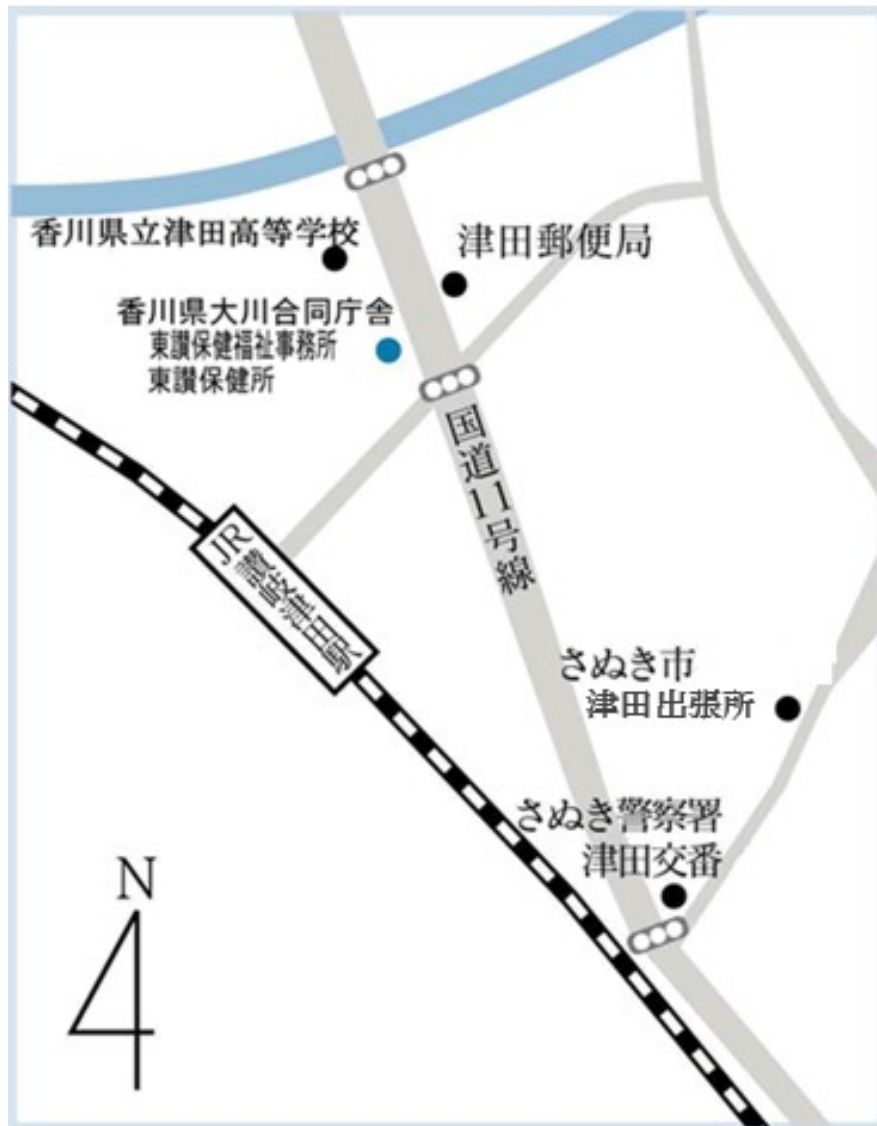 香川県立津田高等学校
津田郵便局
香川県大川合同庁舎
東讃保健福祉事務所
東讃保健所
国道11号線
JR
讃岐津田駅
さぬき市
津田出張所
さぬき警察署
津田交番
N